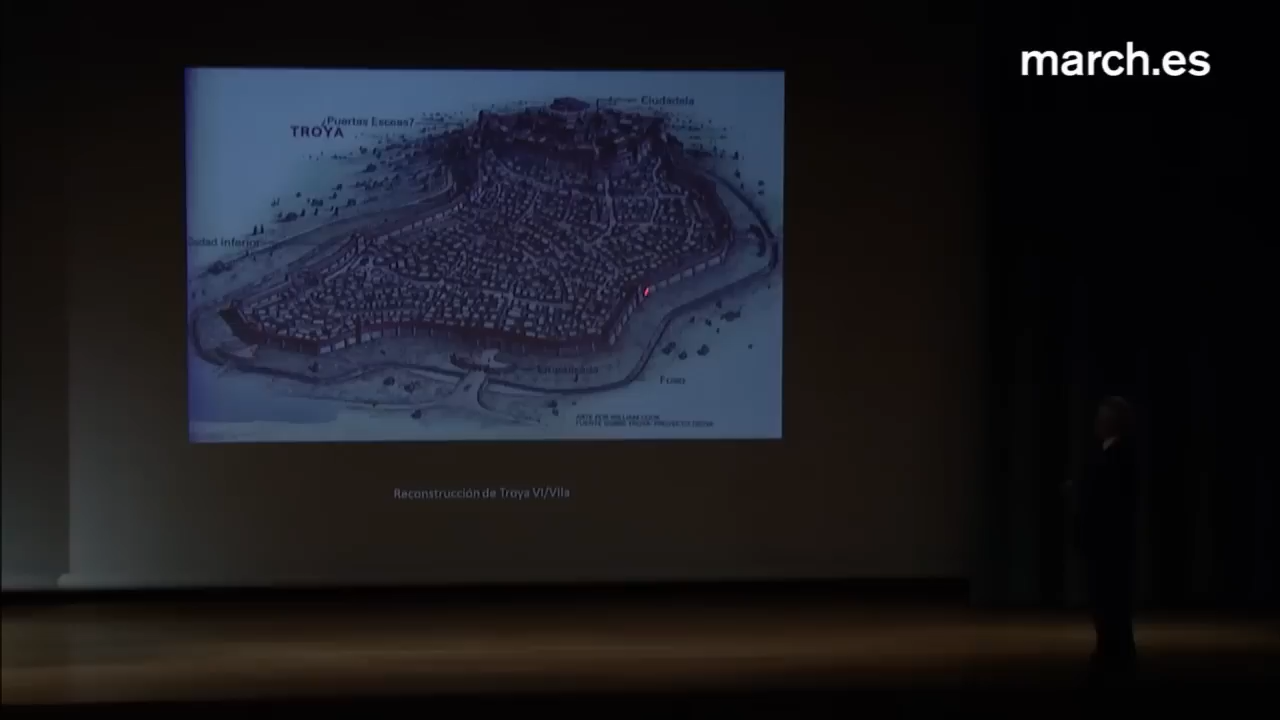 march.es
Ciudadela
¿Puertas Esceas?
TROYA
Ciudad inferior
Empalizada
Foso
Reconstrucción de Troya VI/VIIa